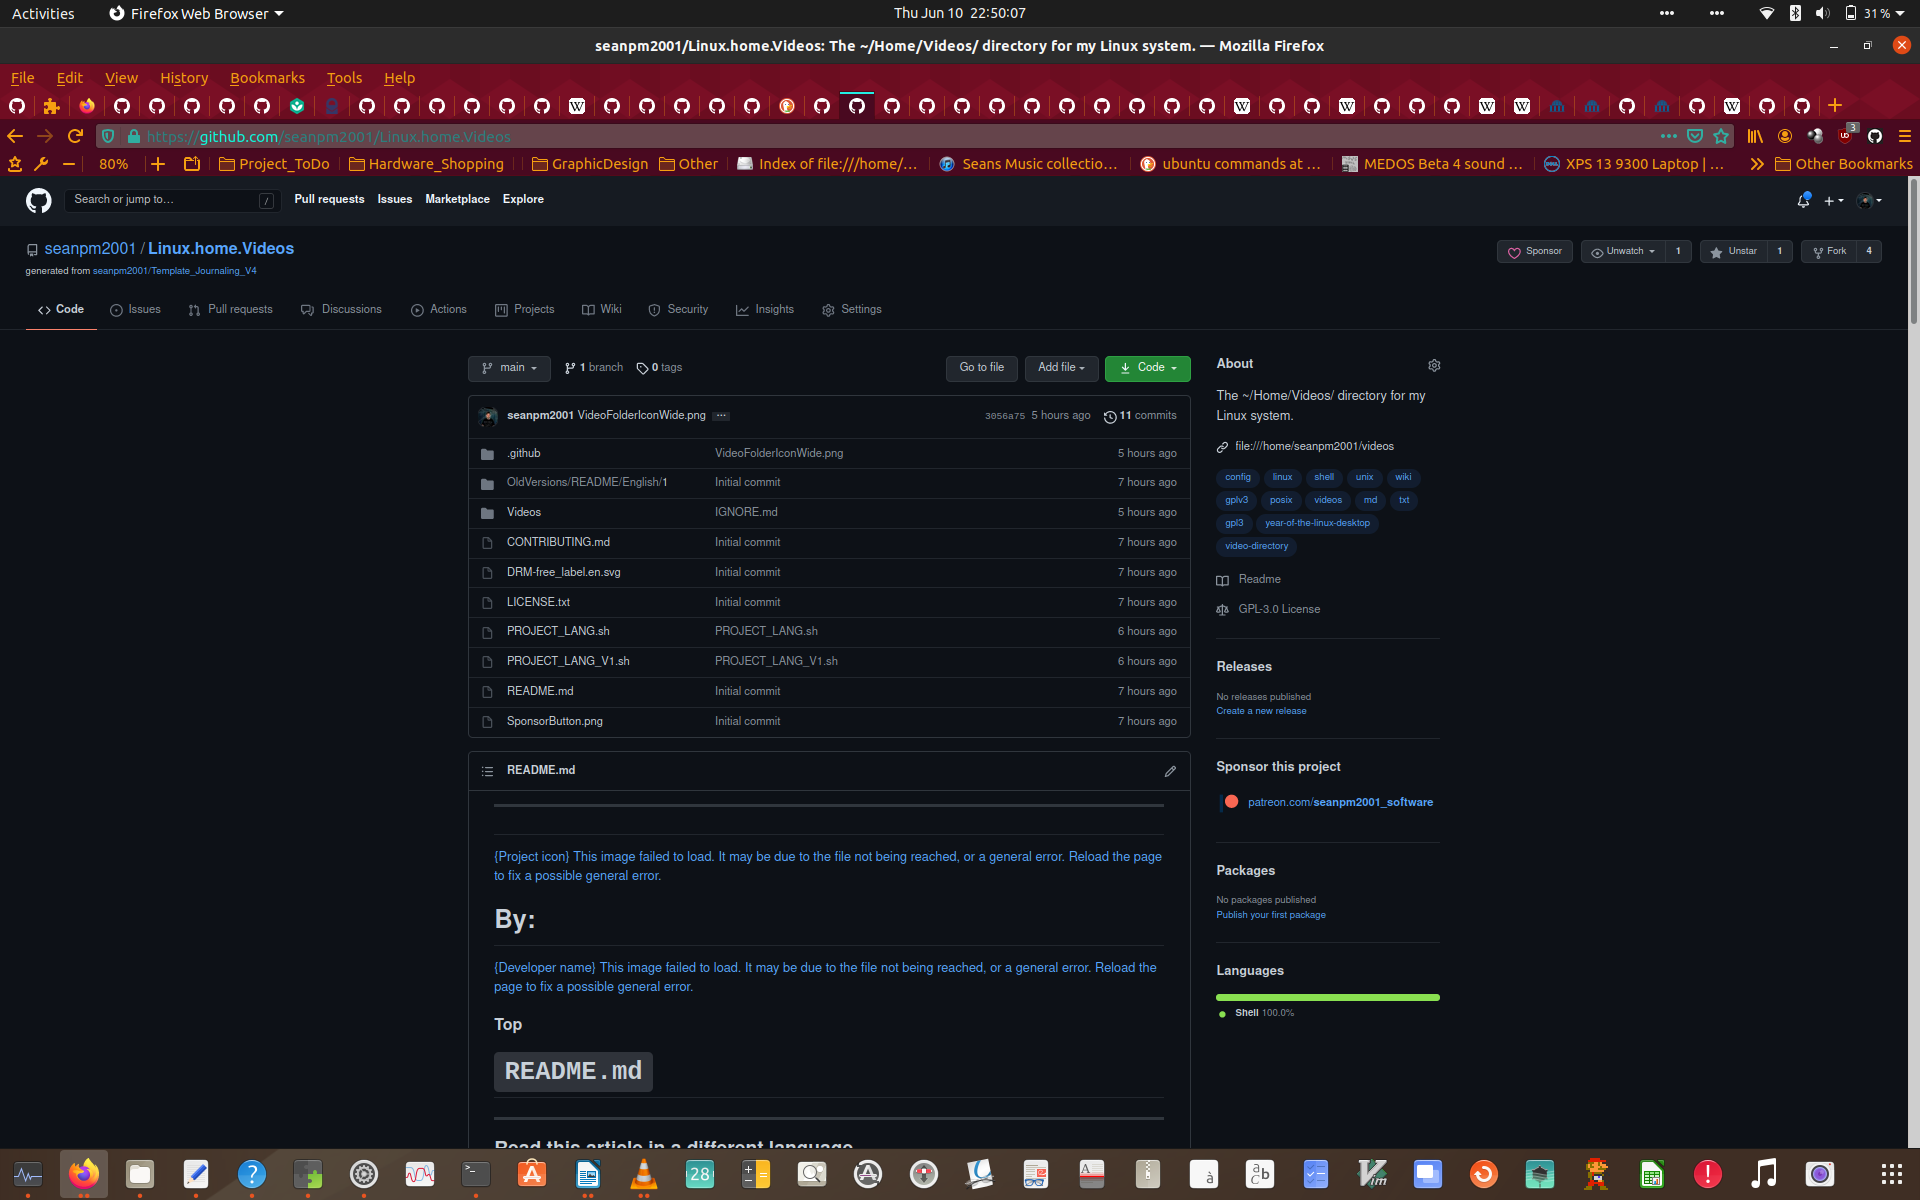 Activities Firefox Web Browser Thu Jun 10 22:50:07 31 %
seanpm2001/Linux.home.Videos: The ~/Home/Videos/ directory for my Linux system. — Mozilla Firefox
File Edit View History Bookmarks Tools Help
https://github.com/seanpm2001/Linux.home.Videos 3
80% Project_ToDo Hardware_Shopping GraphicDesign Other Index of file:///home/… Seans Music collectio… ubuntu commands at … MEDOS Beta 4 sound … XPS 13 9300 Laptop | … Other Bookmarks
Search or jump to… / Pull requests Issues Marketplace Explore
seanpm2001 / Linux.home.Videos Sponsor Unwatch 1 Unstar 1 Fork 4
generated from seanpm2001/Template_Journaling_V4
Code Issues Pull requests Discussions Actions Projects Wiki Security Insights Settings
main 1 branch 0 tags Go to file Add file Code
seanpm2001 VideoFolderIconWide.png ... 3056a75 5 hours ago 11 commits
.github VideoFolderIconWide.png 5 hours ago
OldVersions/README/English/1 Initial commit 7 hours ago
Videos IGNORE.md 5 hours ago
CONTRIBUTING.md Initial commit 7 hours ago
DRM-free_label.en.svg Initial commit 7 hours ago
LICENSE.txt Initial commit 7 hours ago
PROJECT_LANG.sh PROJECT_LANG.sh 6 hours ago
PROJECT_LANG_V1.sh PROJECT_LANG_V1.sh 6 hours ago
README.md Initial commit 7 hours ago
SponsorButton.png Initial commit 7 hours ago
README.md
{Project icon} This image failed to load. It may be due to the file not being reached, or a general error. Reload the page
to fix a possible general error.
By:
{Developer name} This image failed to load. It may be due to the file not being reached, or a general error. Reload the
page to fix a possible general error.
Top
README.md
Read this article in a different language
About
The ~/Home/Videos/ directory for my
Linux system.
file:///home/seanpm2001/videos
config linux shell unix wiki
gplv3 posix videos md txt
gpl3 year-of-the-linux-desktop
video-directory
Readme
GPL-3.0 License
Releases
No releases published
Create a new release
Sponsor this project
patreon.com/seanpm2001_software
Packages
No packages published
Publish your first package
Languages
Shell 100.0%
28